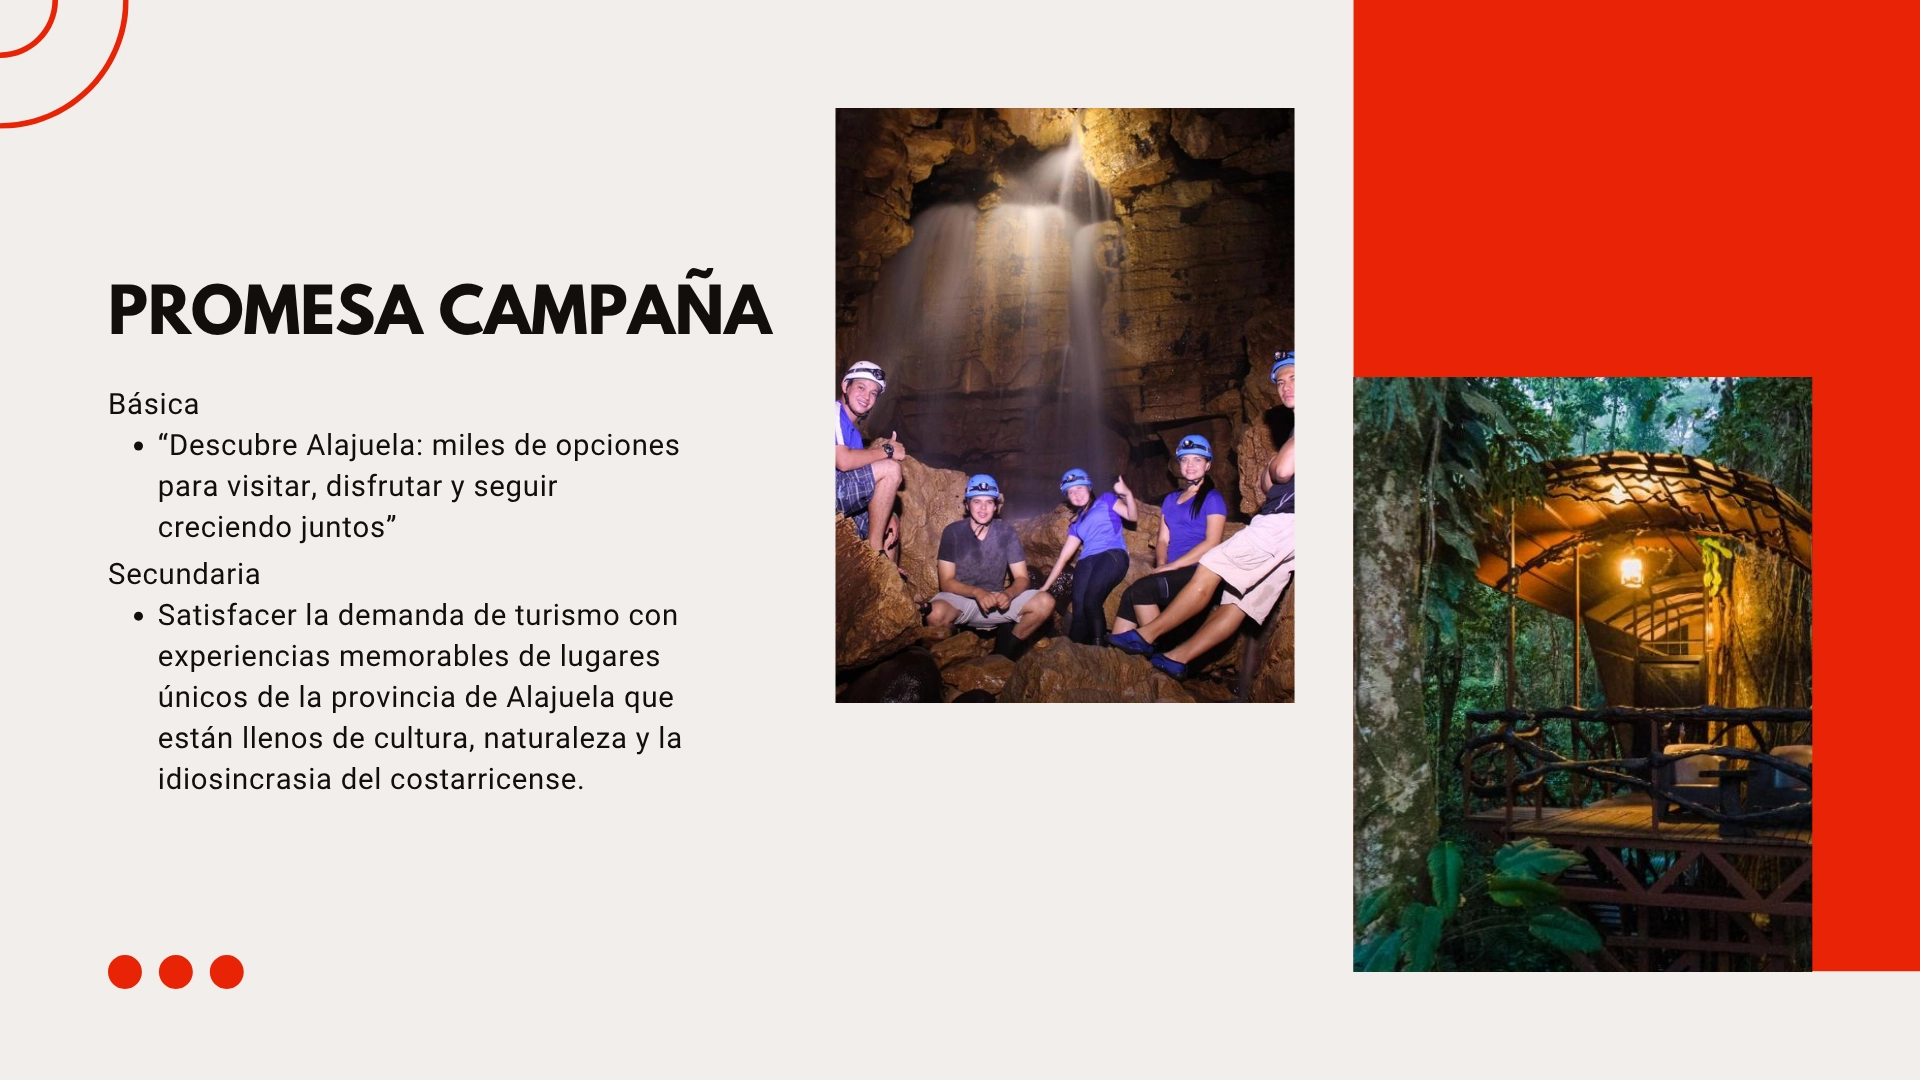 PROMESA CAMPAÑA
Básica
• “Descubre Alajuela: miles de opciones
para visitar, disfrutar y seguir
creciendo juntos”
Secundaria
• Satisfacer la demanda de turismo con
experiencias memorables de lugares
únicos de la provincia de Alajuela que
están llenos de cultura, naturaleza y la
idiosincrasia del costarricense.